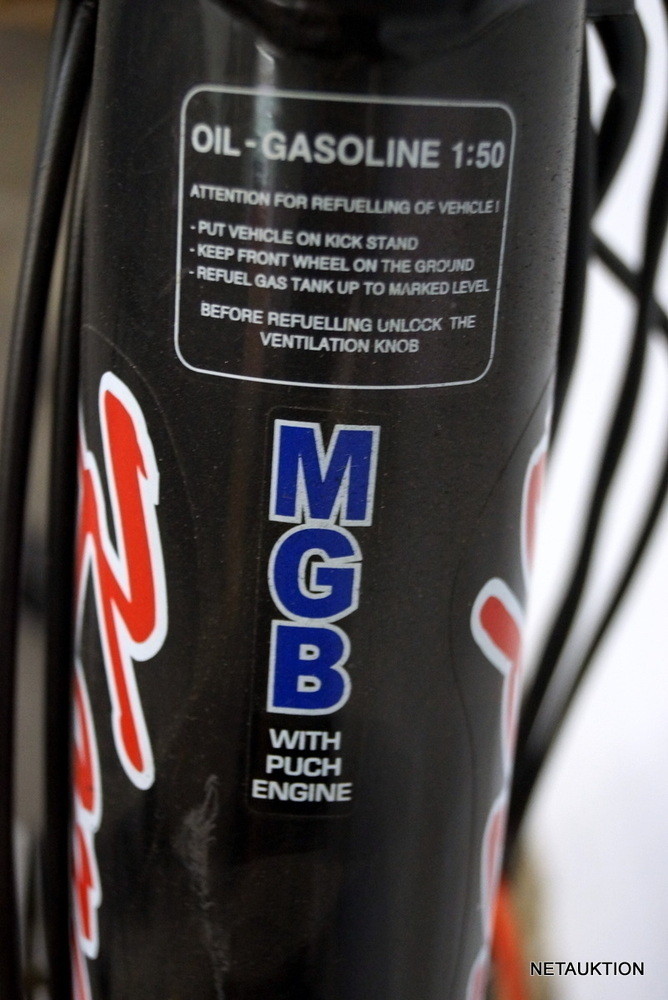 OIL - GASOLINE 1:50
ATTENTION FOR REFUELLING OF VEHICLE !
- PUT VEHICLE ON KICK STAND
- KEEP FRONT WHEEL ON THE GROUND
- REFUEL GAS TANK UP TO MARKED LEVEL
BEFORE REFUELLING UNLOCK THE
VENTILATION KNOB
M
G
B
WITH
PUCH
ENGINE
NETAUKTION